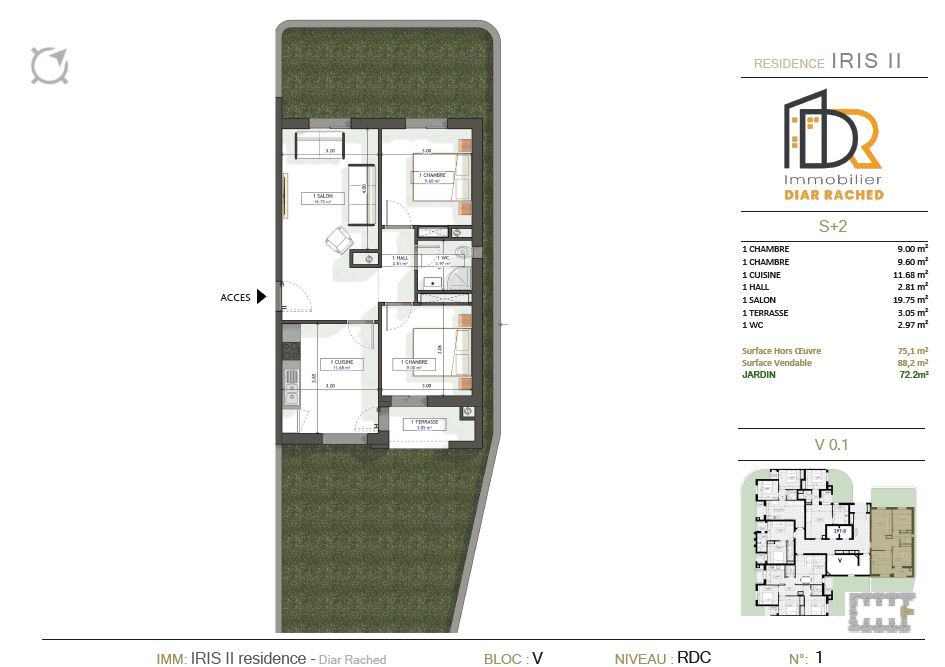 RESIDENCE IRIS II
DR
Immobilier
DIAR RACHED
S+2
1 CHAMBRE 9.00 m²
1 CHAMBRE 9.60 m²
1 CUISINE 11.68 m²
1 HALL 2.81 m²
1 SALON 19.75 m²
1 TERRASSE 3.05 m²
1 WC 2.97 m²
Surface Hors Œuvre 75,1 m²
Surface Vendable 88,2 m²
JARDIN 72.2m²
V 0.1
V
3.20
3.00
4.80
1 CHAMBRE
9.60 m²
1 SALON
19.75 m²
1 HALL
2.81 m²
1 WC
2.97 m²
ACCES
1 CUISINE
11.68 m²
3.65
3.20
3.06
1 CHAMBRE
9.00 m²
3.00
1 TERRASSE
3.05 m²
IMM: IRIS II residence - Diar Rached
BLOC : V
NIVEAU : RDC
N°: 1